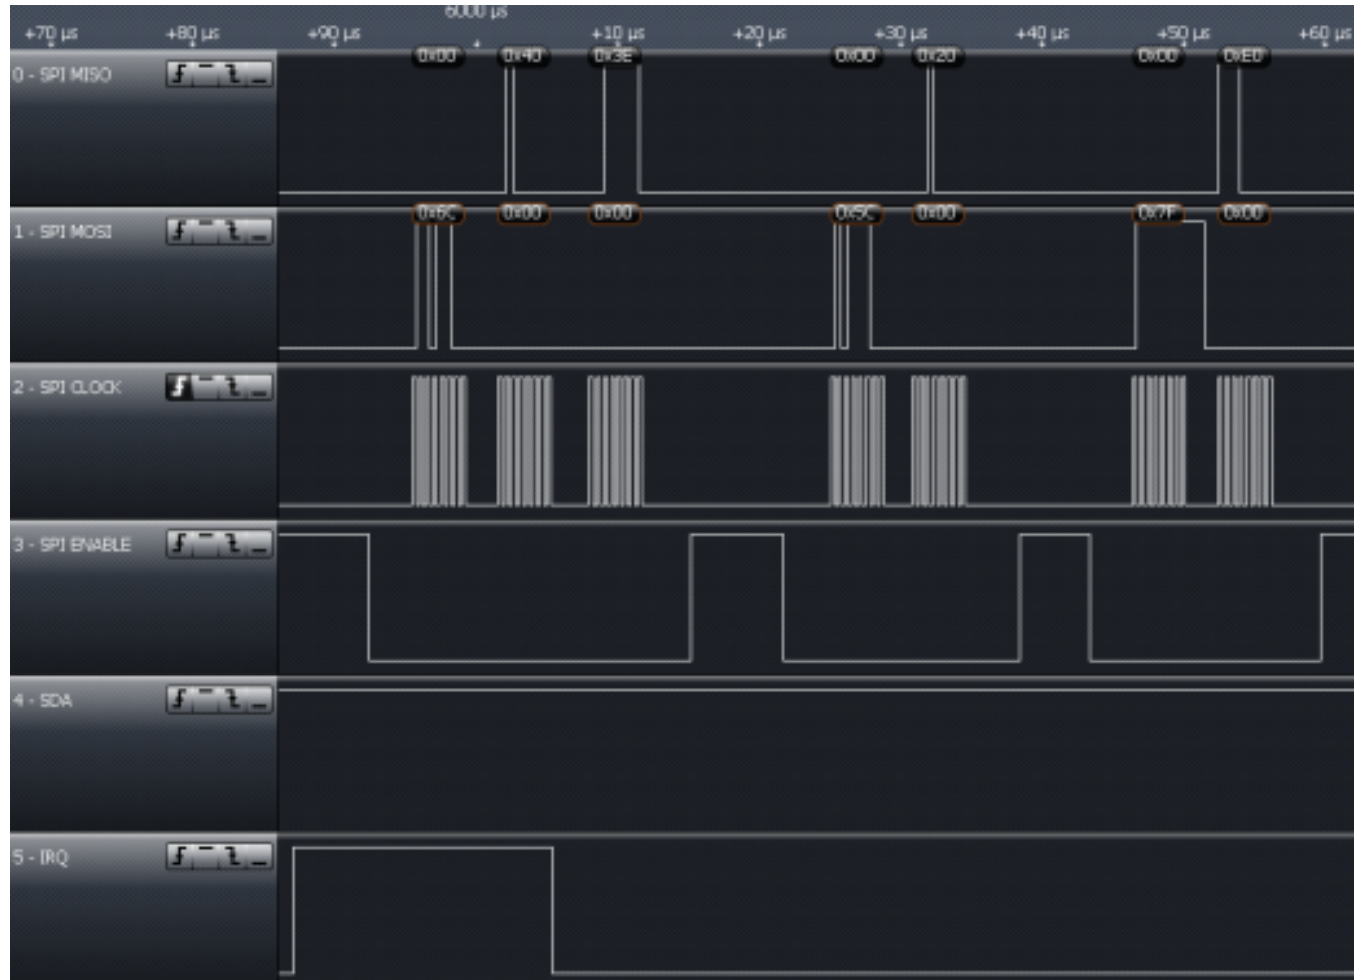 6000 µs
+70 µs +80 µs +90 µs +10 µs +20 µs +30 µs +40 µs +50 µs +60 µs
0x00 0x40 0x3E 0x00 0x20 0x00 0xE0
0 - SPI MISO
0x6C 0x00 0x00 0x5C 0x00 0x7F 0x00
1 - SPI MOSI
2 - SPI CLOCK
3 - SPI ENABLE
4 - SDA
5 - IRQ